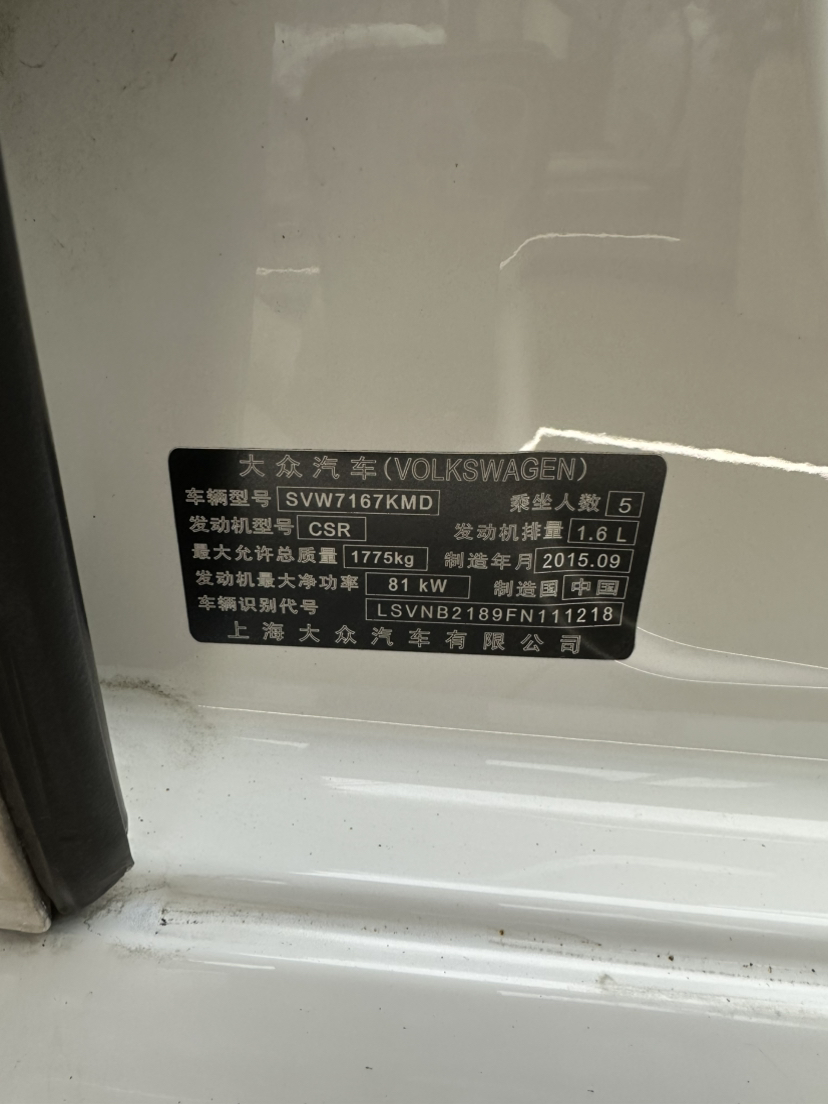 大众汽车(VOLKSWAGEN)
车辆型号 SVW7167KMD 乘坐人数 5
发动机型号 CSR 发动机排量 1.6 L
最大允许总质量 1775kg 制造年月 2015.09
发动机最大净功率 81 kW 制造国 中国
车辆识别代号 LSVNB2189FN111218
上海大众汽车有限公司